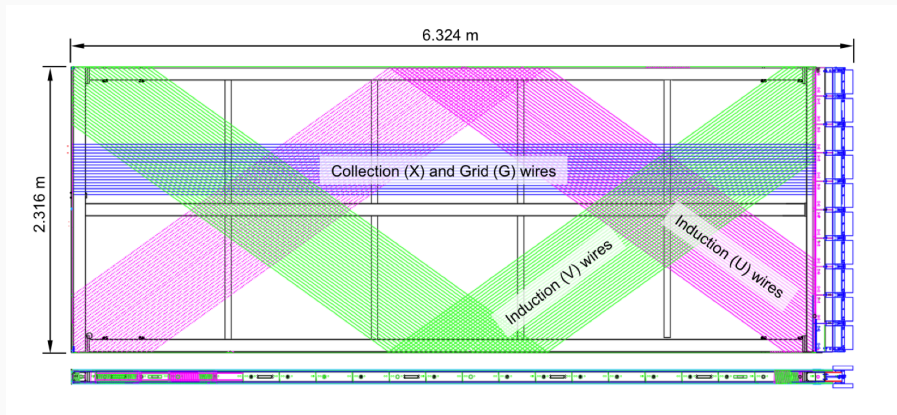 6.324 m
2.316 m
Collection (X) and Grid (G) wires
Induction (V) wires
Induction (U) wires